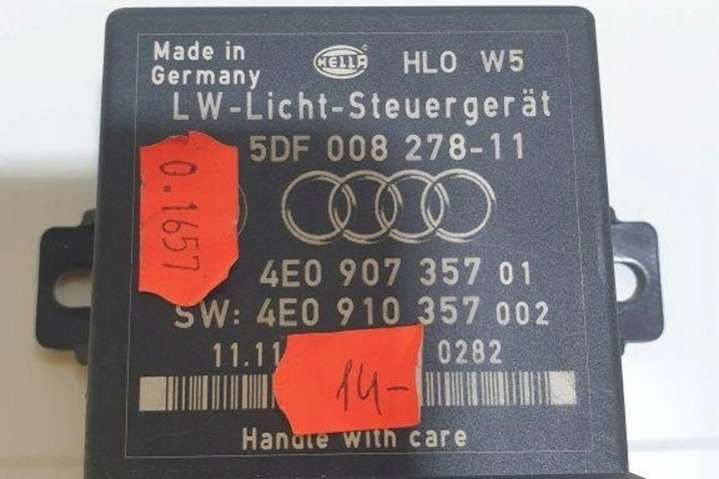 Made in
Germany
HELLA
HLO W5
LW-Licht-Steuergerät
5DF 008 278-11
0.1657
4E0 907 357 01
SW: 4E0 910 357 002
11.11
0282
14-
Handle with care